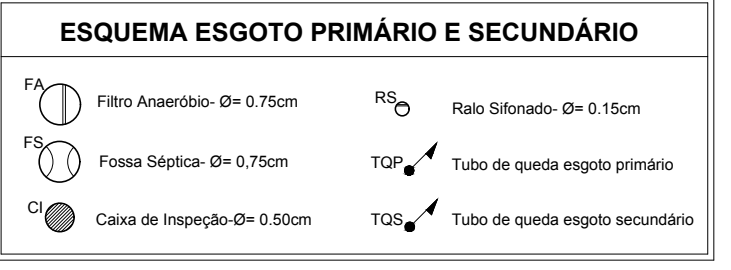 ESQUEMA ESGOTO PRIMÁRIO E SECUNDÁRIO
FA Filtro Anaeróbio- Ø= 0.75cm
FS Fossa Séptica- Ø= 0,75cm
CI Caixa de Inspeção-Ø= 0.50cm
RS Ralo Sifonado- Ø= 0.15cm
TQP Tubo de queda esgoto primário
TQS Tubo de queda esgoto secundário